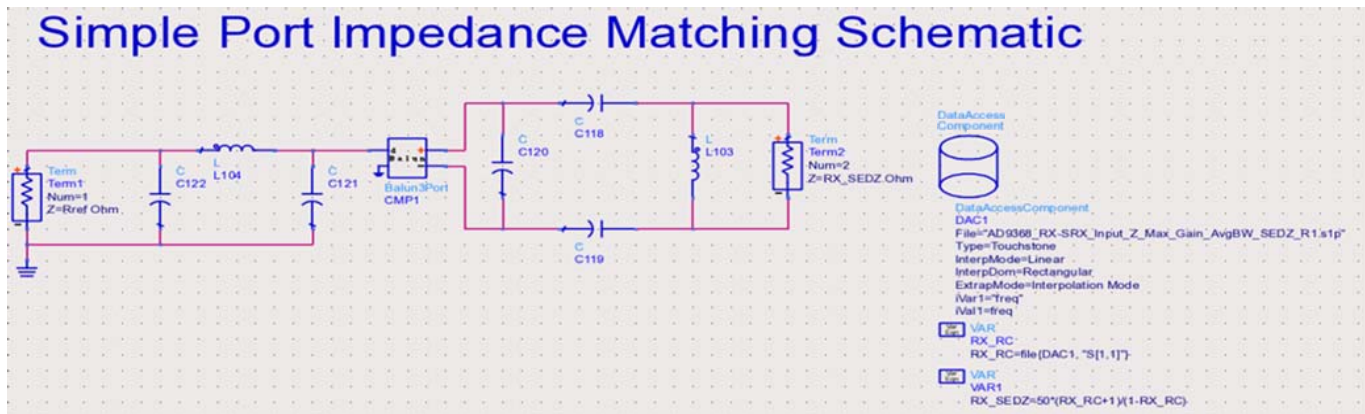 Simple Port Impedance Matching Schematic
Term
Term1
Num=1
Z=Rref Ohm
C
C122
L
L104
C
C121
Balun3Port
CMP1
C
C120
C
C118
C
C119
L
L103
Term
Term2
Num=2
Z=RX_SEDZ Ohm
DataAccess
Component
DataAccessComponent
DAC1
File="AD9368_RX-SRX_Input_Z_Max_Gain_AvgBW_SEDZ_R1.s1p"
Type=Touchstone
InterpMode=Linear
InterpDom=Rectangular
ExtrapMode=Interpolation Mode
iVar1="freq"
iVal1=freq
VAR
RX_RC
RX_RC=file{DAC1, "S[1,1]"}
VAR
VAR1
RX_SEDZ=50*(RX_RC+1)/(1-RX_RC)